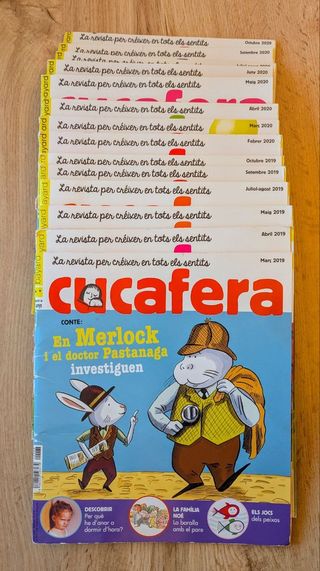 La revista per créixer en tots els sentits
Octubre 2020
La revista per créixer en tots els sentits
Setembre 2020
La revista per créixer en tots els sentits
Juny 2020
La revista per créixer en tots els sentits
Maig 2020
cucafera
La revista per créixer en tots els sentits
Abril 2020
La revista per créixer en tots els sentits
Març 2020
La revista per créixer en tots els sentits
Febrer 2020
La revista per créixer en tots els sentits
Octubre 2019
La revista per créixer en tots els sentits
Setembre 2019
La revista per créixer en tots els sentits
Juliol-agost 2019
La revista per créixer en tots els sentits
Maig 2019
La revista per créixer en tots els sentits
Abril 2019
La revista per créixer en tots els sentits
Març 2019
cucafera
CONTE:
En Merlock
i el doctor Pastanaga
investiguen
DESCOBRIR
Per què
he d'anar a
dormir d'hora?
LA FAMÍLIA
NOÉ
La baralla
amb el pare
ELS JOCS
dels peixos